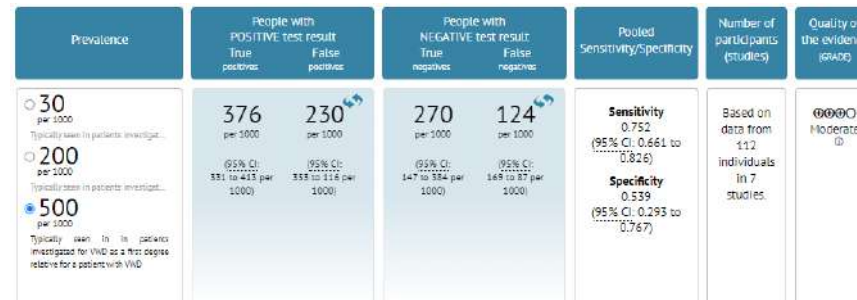 Prevalence
People with
POSITIVE test result
True
positives
False
positives
People with
NEGATIVE test result
True
negatives
False
negatives
Pooled
Sensitivity/Specificity
Number of
participants
(studies)
Quality of
the eviden
(GRADE)
30
per 1000
Typically seen in patients investigat...
200
per 1000
Typically seen in patients investigat...
500
per 1000
Typically seen in in patients
investigated for VWD as a first degree
relative for a patient with VWD
376
per 1000
(95% CI:
331 to 413 per
1000)
230
per 1000
(95% CI:
353 to 116 per
1000)
270
per 1000
(95% CI:
147 to 384 per
1000)
124
per 1000
(95% CI:
169 to 87 per
1000)
Sensitivity
0.752
(95% CI: 0.661 to
0.826)
Specificity
0.539
(95% CI: 0.293 to
0.767)
Based on
data from
112
individuals
in 7
studies.
⊕⊕⊕○
Moderate